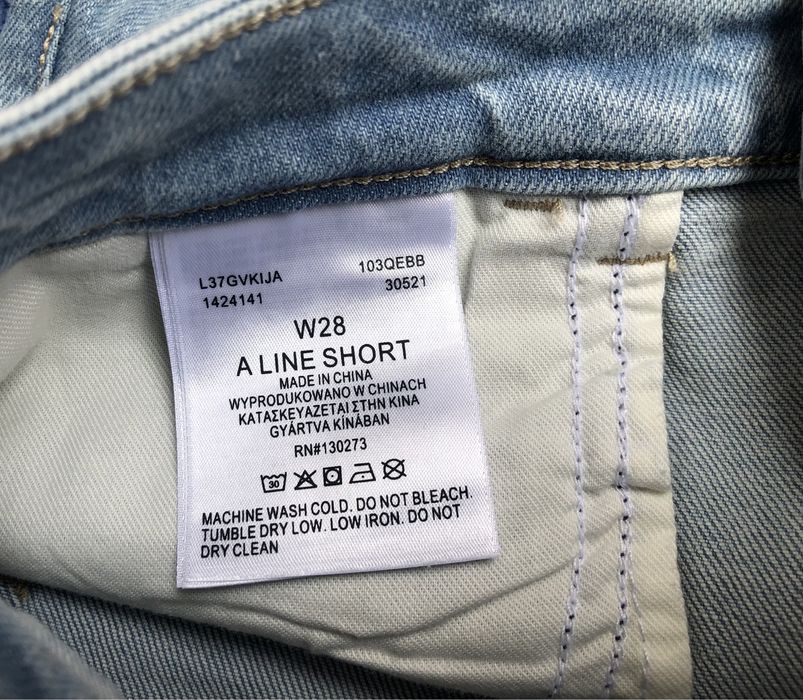 L37GVKIJA 103QEBB
1424141 30521
W28
A LINE SHORT
MADE IN CHINA
WYPRODUKOWANO W CHINACH
ΚΑΤΑΣΚΕΥΑΖΕΤΑΙ ΣΤΗΝ ΚΙΝΑ
GYÁRTVA KÍNÁBAN
RN#130273
30
MACHINE WASH COLD. DO NOT BLEACH.
TUMBLE DRY LOW. LOW IRON. DO NOT
DRY CLEAN